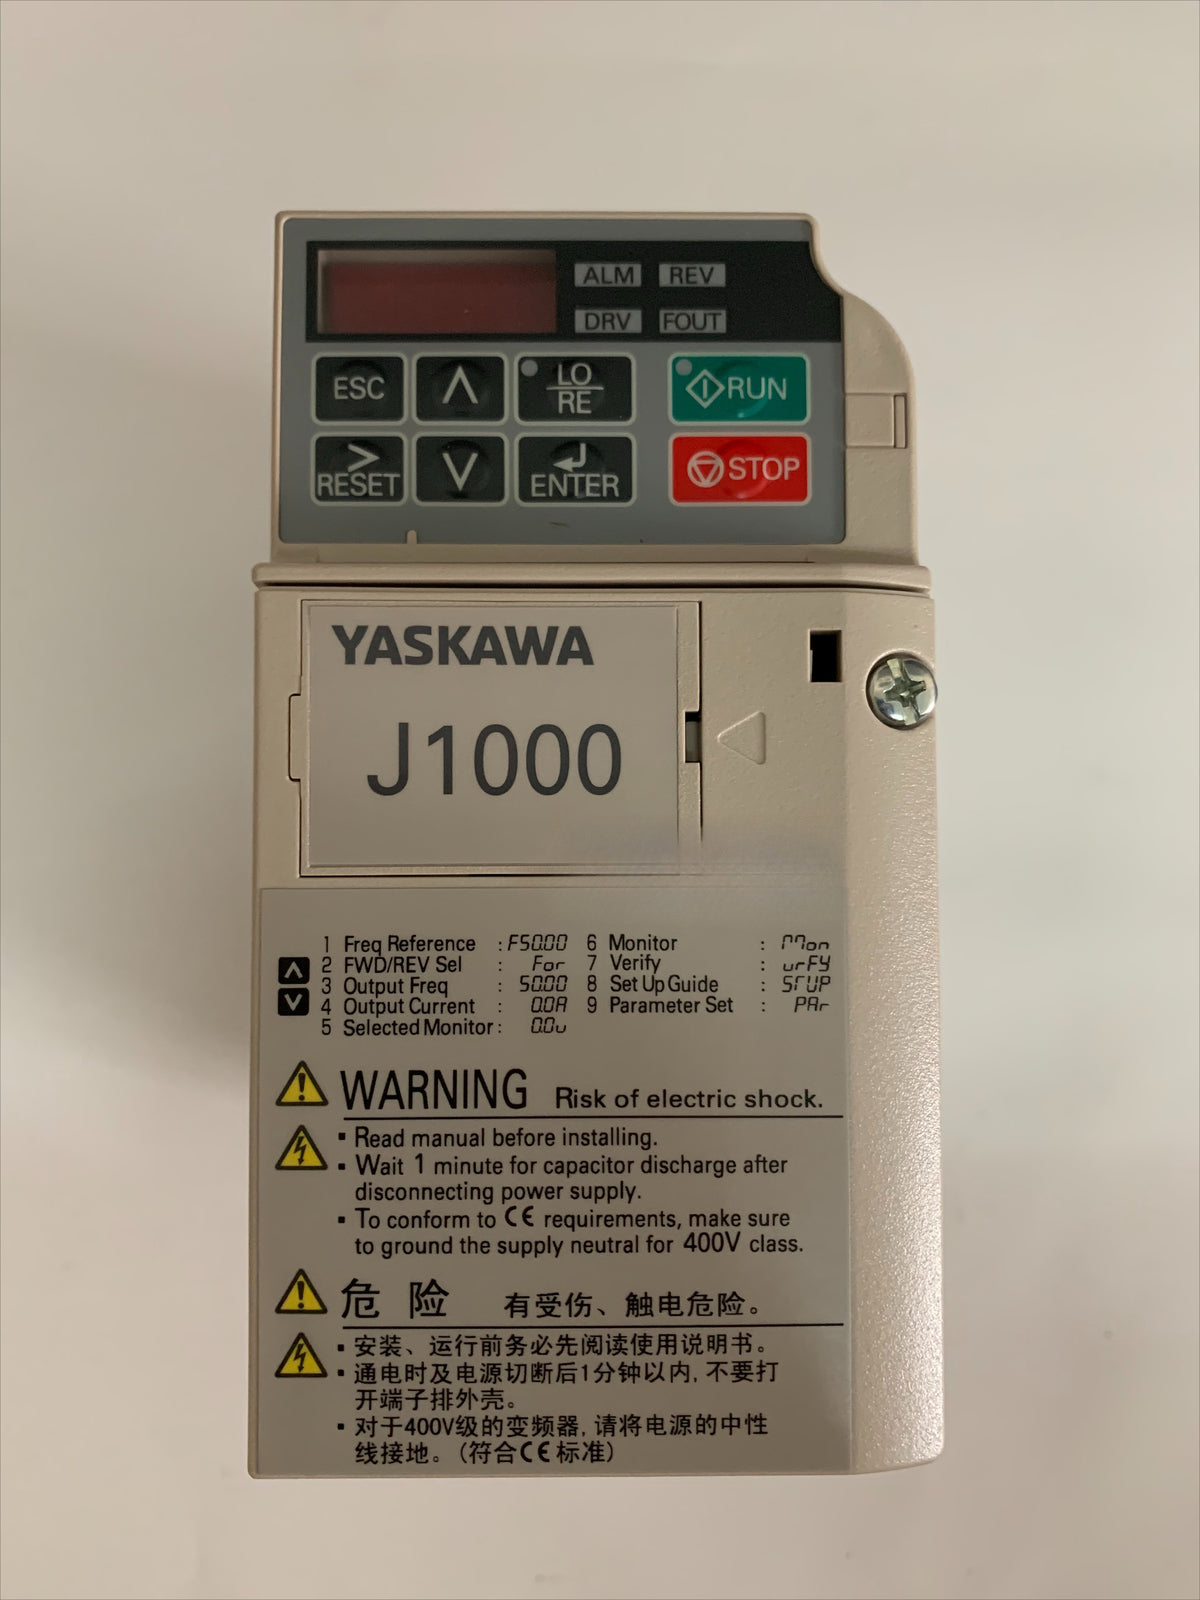 ALM REV
DRV FOUT
ESC ∧ LO/RE RUN
> RESET ∨ ENTER STOP
YASKAWA
J1000
1 Freq Reference : F50.00 6 Monitor : Mon
2 FWD/REV Sel : For 7 Verify : vrFY
3 Output Freq : 50.00 8 Set Up Guide : STUP
4 Output Current : 0.0A 9 Parameter Set : PAr
5 Selected Monitor : 0.0v
WARNING Risk of electric shock.
▪ Read manual before installing.
▪ Wait 1 minute for capacitor discharge after
disconnecting power supply.
▪ To conform to CE requirements, make sure
to ground the supply neutral for 400V class.
危 险 有受伤、触电危险。
▪ 安装、运行前务必先阅读使用说明书。
▪ 通电时及电源切断后1分钟以内, 不要打
开端子排外壳。
▪ 对于400V级的变频器, 请将电源的中性
线接地。(符合CE标准)